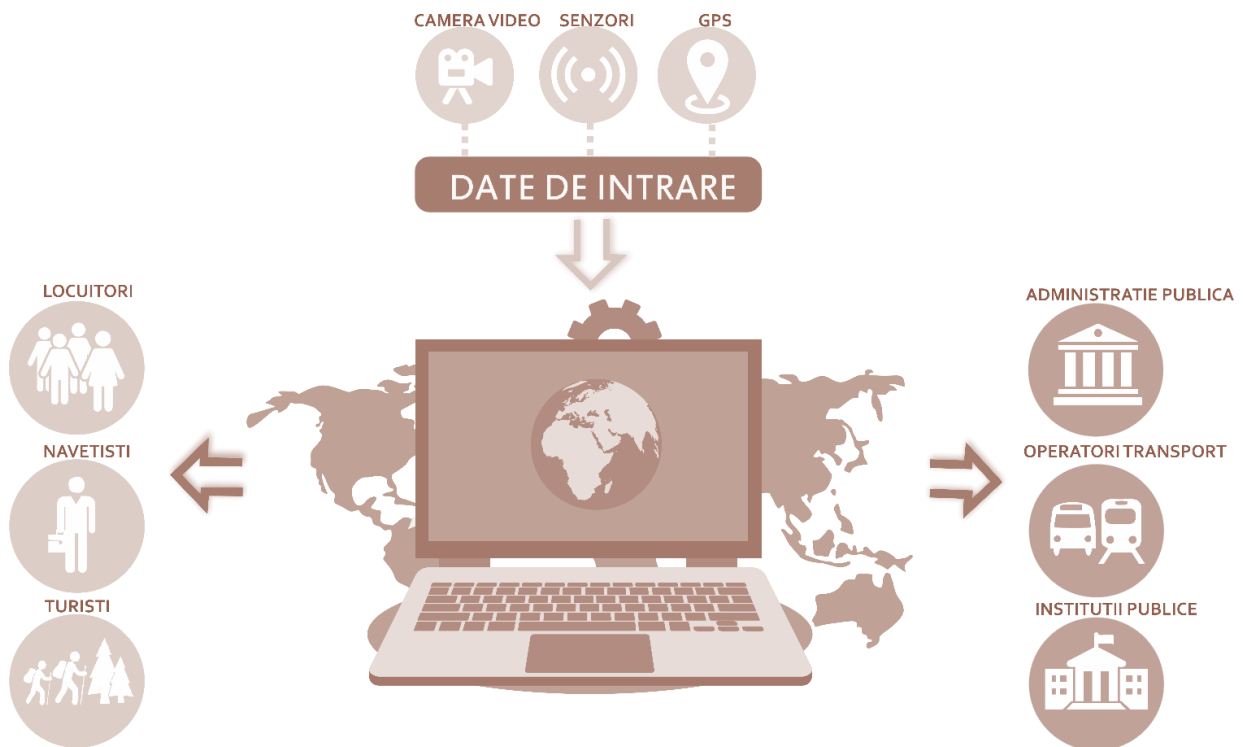 CAMERA VIDEO
SENZORI
GPS
DATE DE INTRARE
LOCUITORI
NAVETISTI
TURISTI
ADMINISTRATIE PUBLICA
OPERATORI TRANSPORT
INSTITUTII PUBLICE